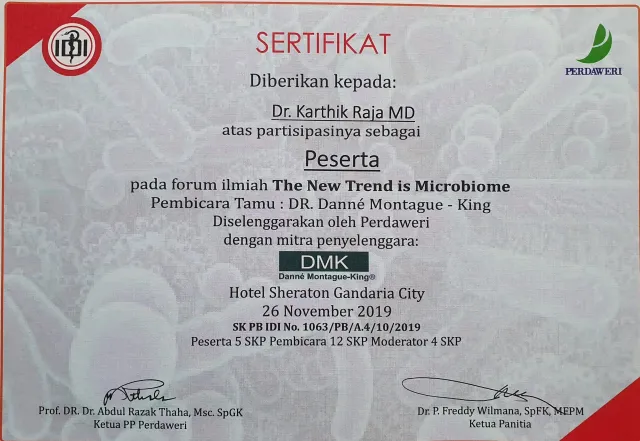 IDI
SERTIFIKAT
PERDAWERI
Diberikan kepada:
Dr. Karthik Raja MD
atas partisipasinya sebagai
Peserta
pada forum ilmiah The New Trend is Microbiome
Pembicara Tamu : DR. Danné Montague - King
Diselenggarakan oleh Perdaweri
dengan mitra penyelenggara:
DMK
Danné Montague-King®
Hotel Sheraton Gandaria City
26 November 2019
SK PB IDI No. 1063/PB/A.4/10/2019
Peserta 5 SKP Pembicara 12 SKP Moderator 4 SKP
Prof. DR. Dr. Abdul Razak Thaha, Msc. SpGK
Ketua PP Perdaweri
Dr. P. Freddy Wilmana, SpFK, MEPM
Ketua Panitia